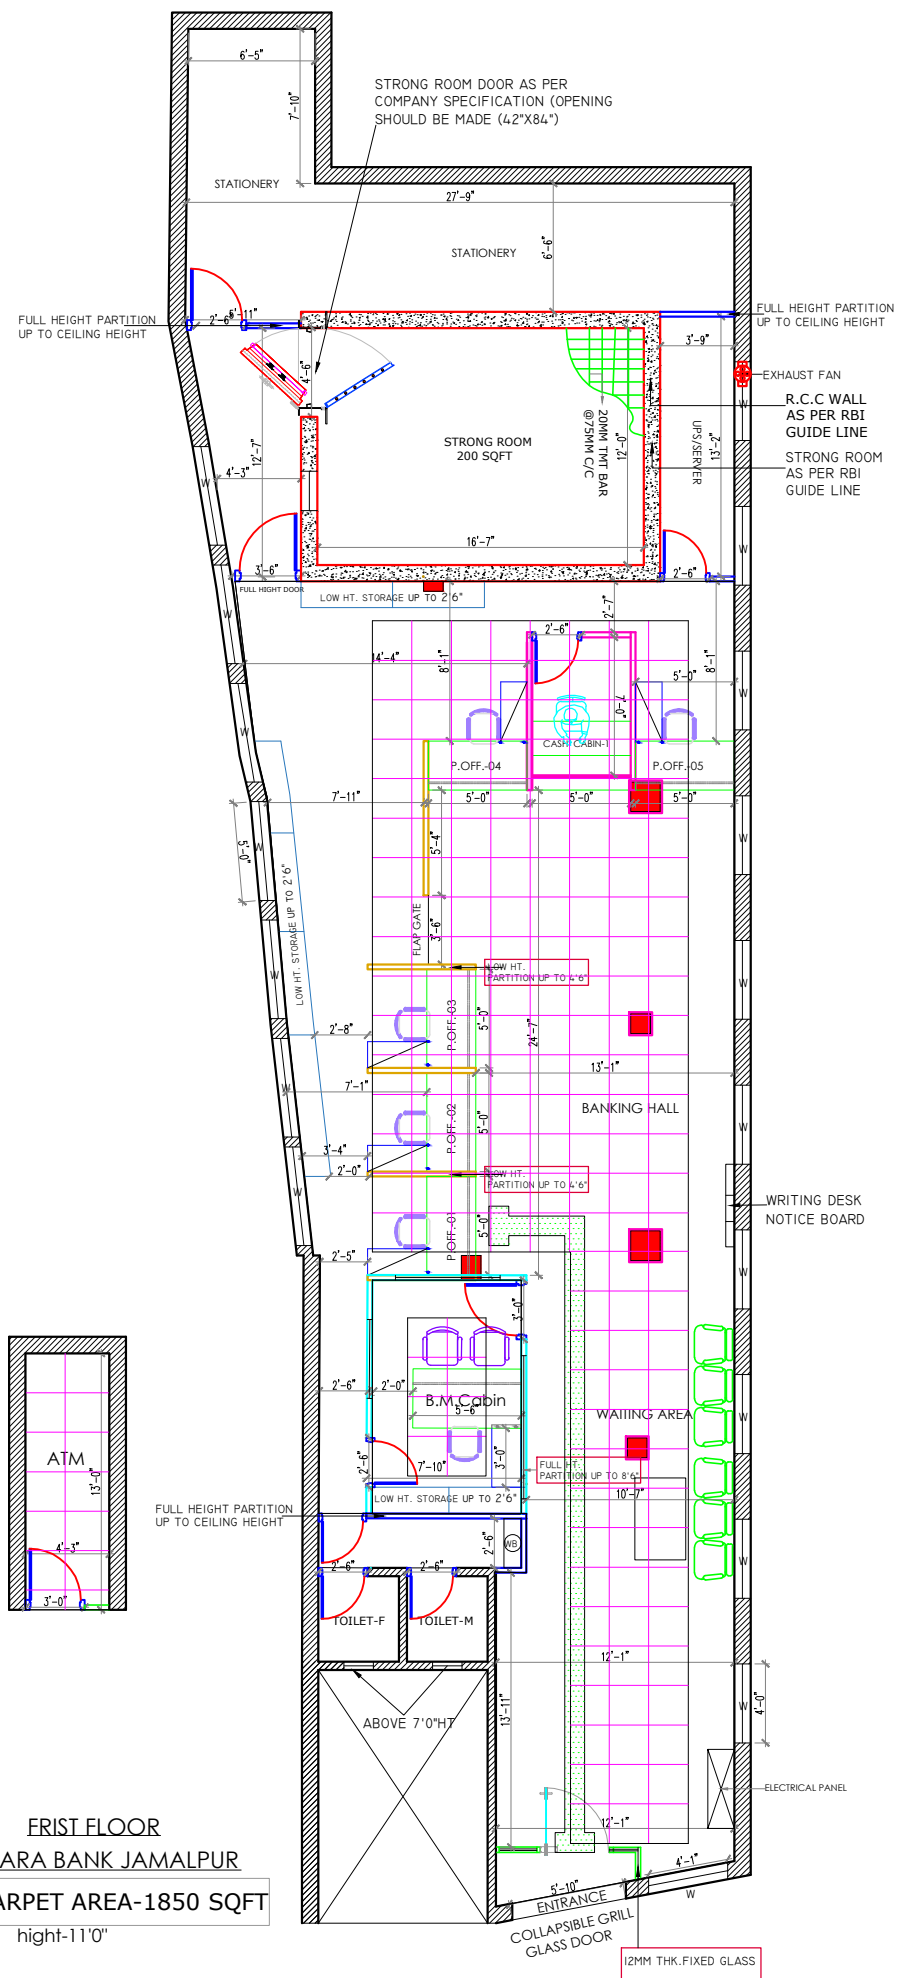 6'-5"
7'-10"
STRONG ROOM DOOR AS PER
COMPANY SPECIFICATION (OPENING
SHOULD BE MADE (42"X84")
STATIONERY
27'-9"
STATIONERY
6'-6"
FULL HEIGHT PARTITION
UP TO CEILING HEIGHT
2'-6"
5'-11"
FULL HEIGHT PARTITION
UP TO CEILING HEIGHT
3'-9"
4'-6"
EXHAUST FAN
W
R.C.C WALL
AS PER RBI
GUIDE LINE
STRONG ROOM
200 SQFT
20MM TMT BAR
@75MM C/C
12'-0"
UPS/SERVER
13'-2"
STRONG ROOM
AS PER RBI
GUIDE LINE
12'-7"
4'-3"
W
16'-7"
W
3'-6"
2'-6"
FULL HIGHT DOOR
LOW HT. STORAGE UP TO 2'6"
2'-7"
W
2'-6"
14'-4"
8'-1"
8'-1"
5'-0"
7'-0"
W
W
CASH CABIN-1
P.OFF.-04
P.OFF.-05
7'-11"
5'-0"
5'-0"
5'-0"
W
5'-0"
W
5'-4"
LOW HT. STORAGE UP TO 2'6"
FLAP GATE
3'-6"
LOW HT.
PARTITION UP TO 4'6"
W
W
2'-8"
P.OFF.-03
5'-0"
24'-7"
13'-1"
W
7'-1"
BANKING HALL
P.OFF.-02
5'-0"
W
3'-4"
2'-0"
LOW HT.
PARTITION UP TO 4'6"
W
WRITING DESK
NOTICE BOARD
P.OFF.-01
5'-0"
2'-5"
W
3'-0"
2'-6"
2'-0"
B.M.Cabin
5'-6"
W
WAITING AREA
ATM
13'-0"
2'-6"
7'-10"
3'-0"
FULL HT.
PARTITION UP TO 8'6"
W
10'-7"
LOW HT. STORAGE UP TO 2'6"
FULL HEIGHT PARTITION
UP TO CEILING HEIGHT
2'-6"
WB
4'-3"
W
2'-6"
2'-6"
3'-0"
TOILET-F
TOILET-M
12'-1"
13'-11"
W
4'-0"
ABOVE 7'0"HT
ELECTRICAL PANEL
12'-1"
FRIST FLOOR
ARA BANK JAMALPUR
ARPET AREA-1850 SQFT
hight-11'0"
4'-1"
5'-10"
W
ENTRANCE
COLLAPSIBLE GRILL
GLASS DOOR
12MM THK.FIXED GLASS